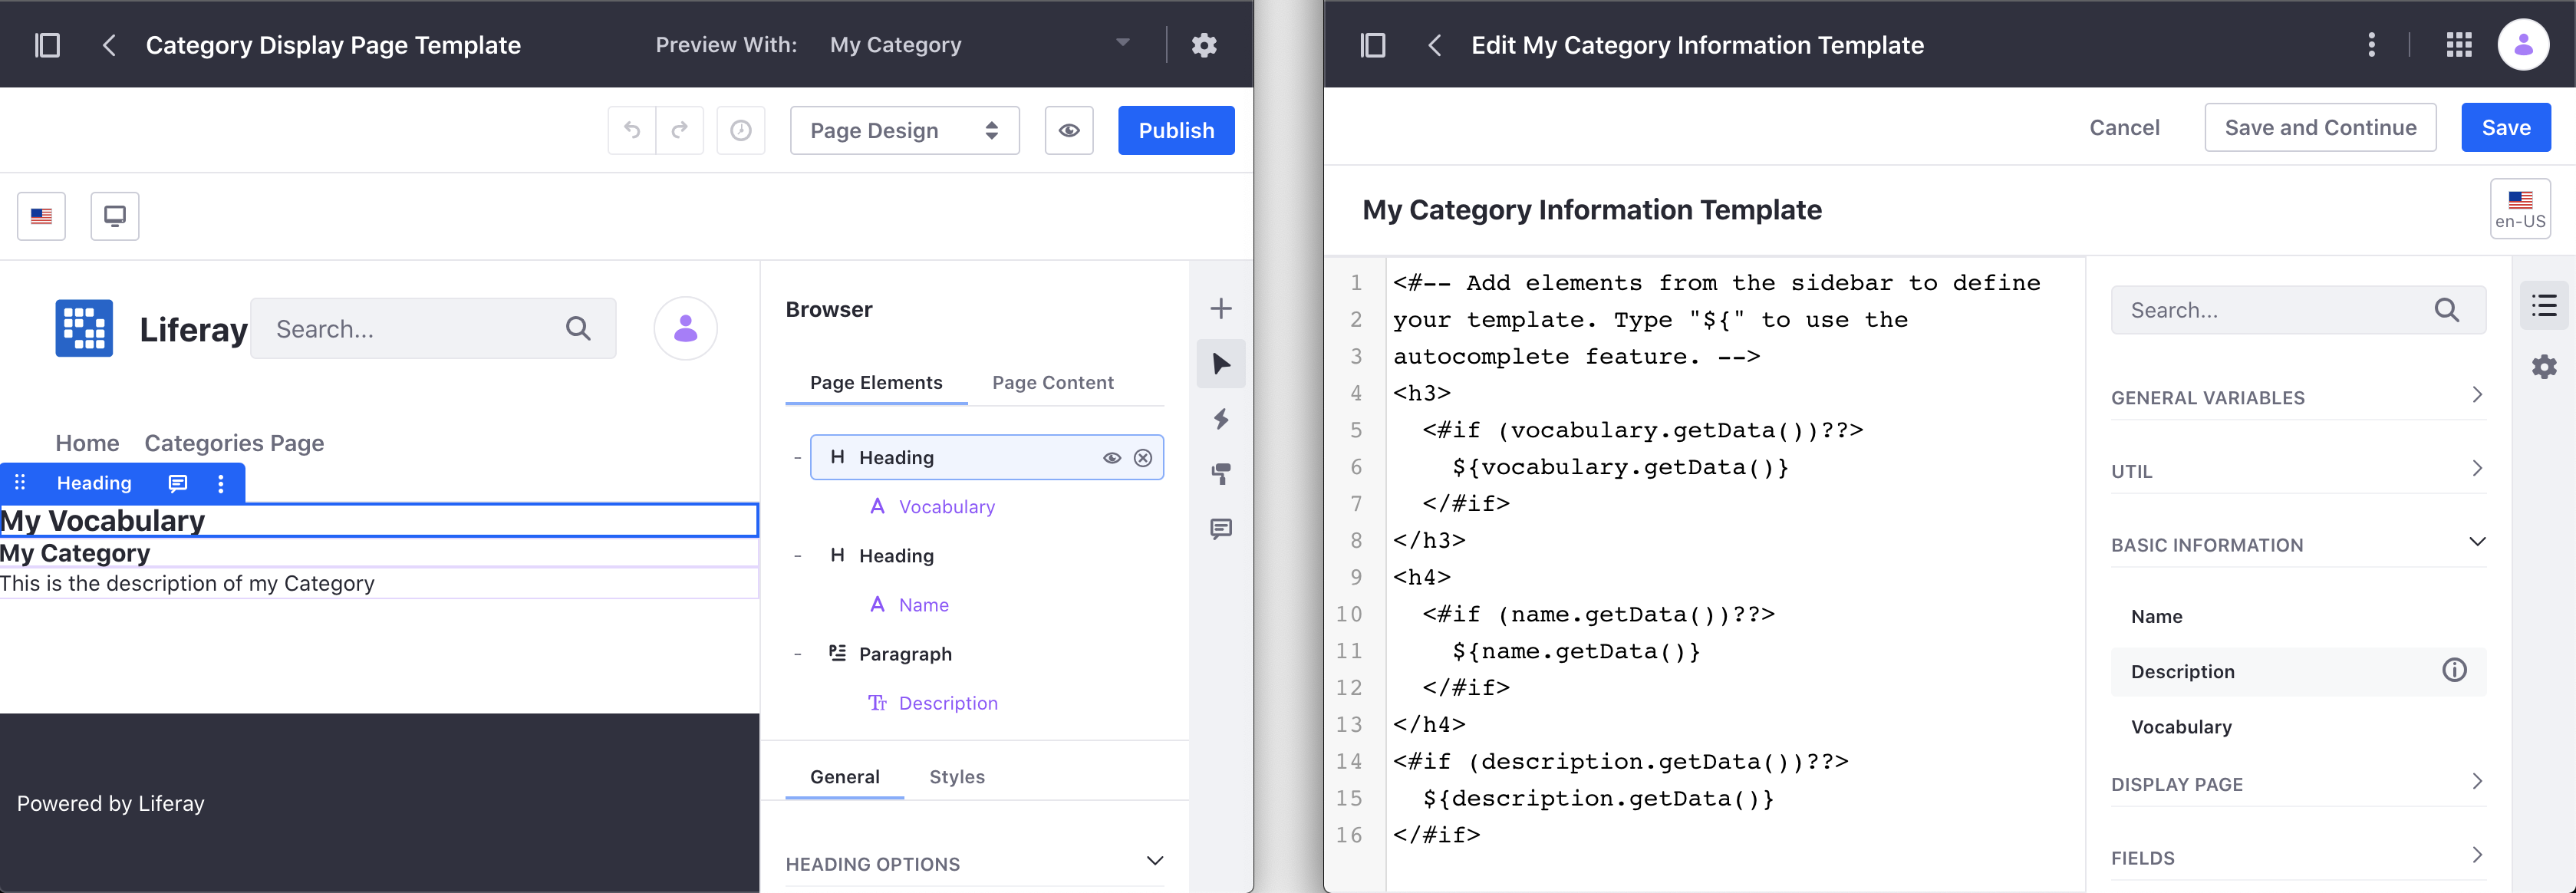 Category Display Page Template
Preview With: My Category
Publish
Page Design
Liferay
Search...
Home Categories Page
Heading
My Vocabulary
My Category
This is the description of my Category
Powered by Liferay
Browser
Page Elements Page Content
H Heading
A Vocabulary
H Heading
A Name
Paragraph
Description
General Styles
HEADING OPTIONS
Edit My Category Information Template
Cancel Save and Continue Save
My Category Information Template
en-US
1 <#-- Add elements from the sidebar to define
2 your template. Type "${" to use the
3 autocomplete feature. -->
4 <h3>
5 <#if (vocabulary.getData())??>
6 ${vocabulary.getData()}
7 </#if>
8 </h3>
9 <h4>
10 <#if (name.getData())??>
11 ${name.getData()}
12 </#if>
13 </h4>
14 <#if (description.getData())??>
15 ${description.getData()}
16 </#if>
Search...
GENERAL VARIABLES
UTIL
BASIC INFORMATION
Name
Description
Vocabulary
DISPLAY PAGE
FIELDS